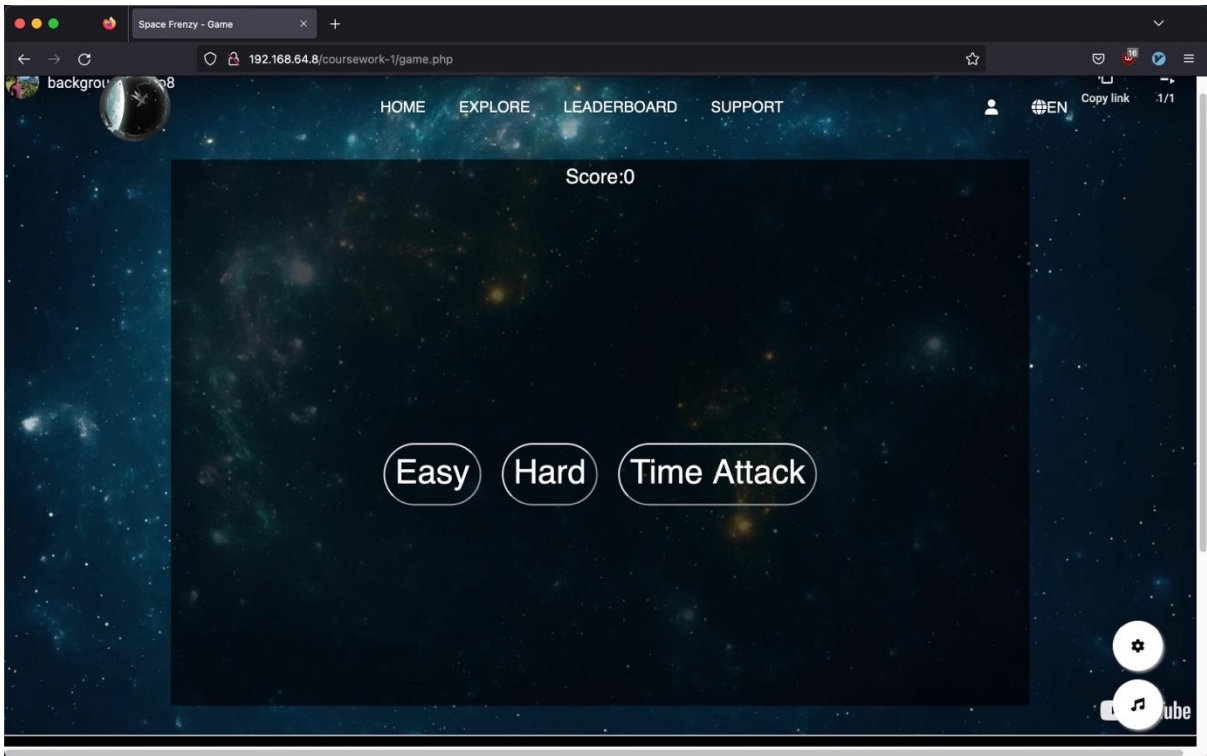 Space Frenzy - Game
192.168.64.8/coursework-1/game.php
16
HOME EXPLORE LEADERBOARD SUPPORT
EN
Copy link
1/1
Score:0
Easy Hard Time Attack